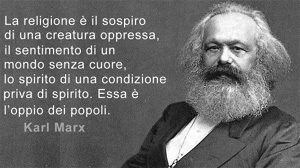 La religione è il sospiro
di una creatura oppressa,
il sentimento di un
mondo senza cuore,
lo spirito di una condizione
priva di spirito. Essa è
l'oppio dei popoli.
Karl Marx